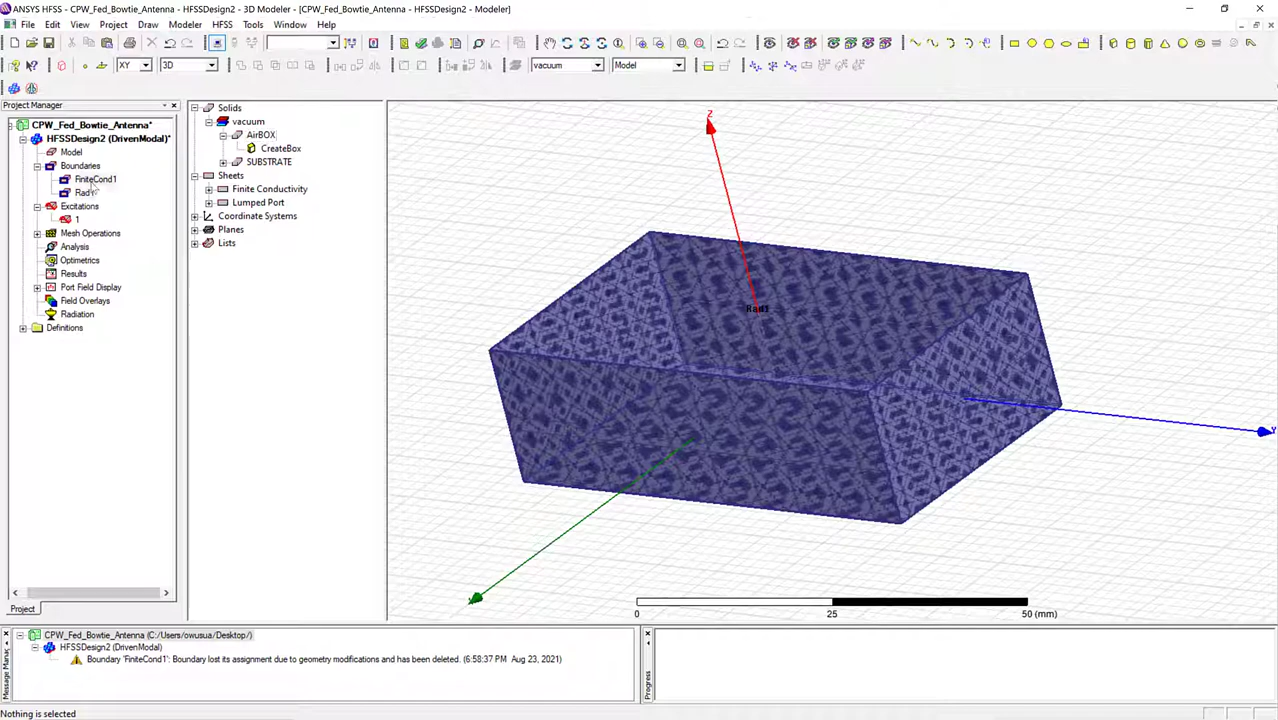 ANSYS HFSS - CPW_Fed_Bowtie_Antenna - HFSSDesign2 - 3D Modeler - [CPW_Fed_Bowtie_Antenna - HFSSDesign2 - Modeler]
File Edit View Project Draw Modeler HFSS Tools Window Help
XY 3D vacuum Model
Project Manager
CPW_Fed_Bowtie_Antenna*
HFSSDesign2 (DrivenModal)*
Model
Boundaries
FiniteCond1
Rad1
Excitations
1
Mesh Operations
Analysis
Optimetrics
Results
Port Field Display
Field Overlays
Radiation
Definitions
Project
Solids
vacuum
AirBOX
CreateBox
SUBSTRATE
Sheets
Finite Conductivity
Lumped Port
Coordinate Systems
Planes
Lists
Z
Rad1
0 25 50 (mm)
CPW_Fed_Bowtie_Antenna (C:/Users/owusua/Desktop/)
HFSSDesign2 (DrivenModal)
Boundary 'FiniteCond1': Boundary lost its assignment due to geometry modifications and has been deleted. (6:58:37 PM Aug 23, 2021)
Progress
Nothing is selected